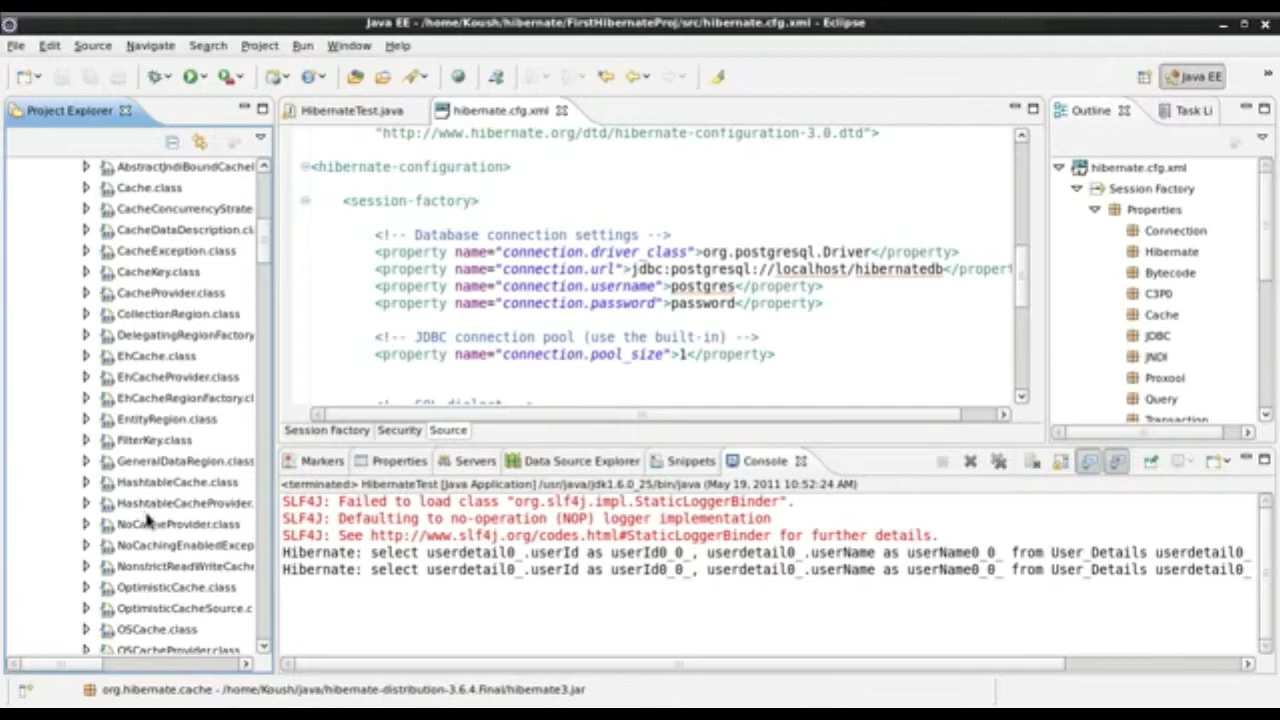 Java EE - /home/Koush/hibernate/FirstHibernateProj/src/hibernate.cfg.xml - Eclipse
File Edit Source Navigate Search Project Run Window Help
Java EE
Project Explorer
AbstractJndiBoundCachel
Cache.class
CacheConcurrencyStrate
CacheDataDescription.cl
CacheException.class
CacheKey.class
CacheProvider.class
CollectionRegion.class
DelegatingRegionFactory
EhCache.class
EhCacheProvider.class
EhCacheRegionFactory.cl
EntityRegion.class
FilterKey.class
GeneralDataRegion.class
HashtableCache.class
HashtableCacheProvider.
NoCacheProvider.class
NoCachingEnabledExcep
NonstrictReadWriteCache
OptimisticCache.class
OptimisticCacheSource.c
OSCache.class
OSCacheProvider.class
HibernateTest.java hibernate.cfg.xml
"http://www.hibernate.org/dtd/hibernate-configuration-3.0.dtd">
<hibernate-configuration>
<session-factory>
<!-- Database connection settings -->
<property name="connection.driver_class">org.postgresql.Driver</property>
<property name="connection.url">jdbc:postgresql://localhost/hibernatedb</propert
<property name="connection.username">postgres</property>
<property name="connection.password">password</property>
<!-- JDBC connection pool (use the built-in) -->
<property name="connection.pool_size">1</property>
<!-- SQL dialect -->
Session Factory Security Source
Outline Task Li
hibernate.cfg.xml
Session Factory
Properties
Connection
Hibernate
Bytecode
C3P0
Cache
JDBC
JNDI
Proxool
Query
Transaction
Markers Properties Servers Data Source Explorer Snippets Console
<terminated> HibernateTest [Java Application] /usr/java/jdk1.6.0_25/bin/java (May 19, 2011 10:52:24 AM)
SLF4J: Failed to load class "org.slf4j.impl.StaticLoggerBinder".
SLF4J: Defaulting to no-operation (NOP) logger implementation
SLF4J: See http://www.slf4j.org/codes.html#StaticLoggerBinder for further details.
Hibernate: select userdetail0_.userId as userId0_0_, userdetail0_.userName as userName0_0_ from User_Details userdetail0_
Hibernate: select userdetail0_.userId as userId0_0_, userdetail0_.userName as userName0_0_ from User_Details userdetail0_
org.hibernate.cache - /home/Koush/java/hibernate-distribution-3.6.4.Final/hibernate3.jar